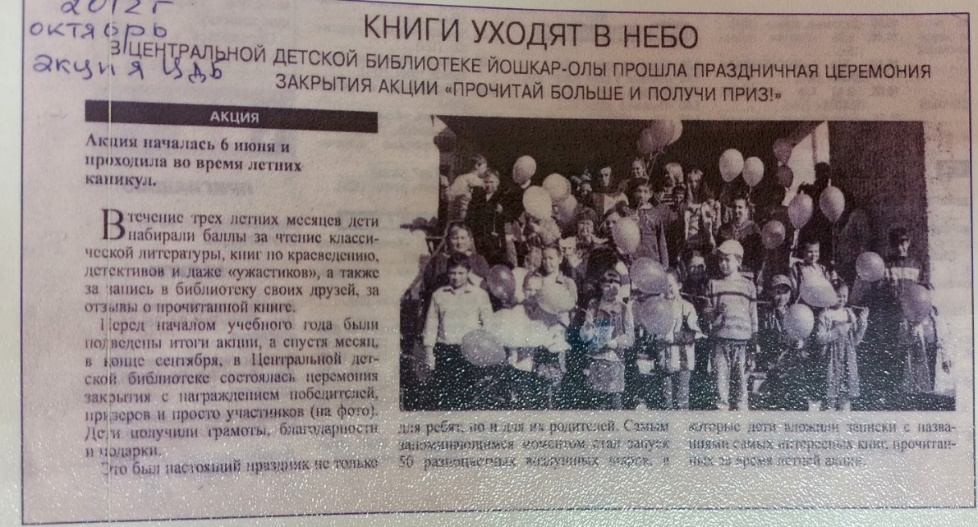 2012г
октябрь
акция ЦДБ
КНИГИ УХОДЯТ В НЕБО
В ЦЕНТРАЛЬНОЙ ДЕТСКОЙ БИБЛИОТЕКЕ ЙОШКАР-ОЛЫ ПРОШЛА ПРАЗДНИЧНАЯ ЦЕРЕМОНИЯ
ЗАКРЫТИЯ АКЦИИ «ПРОЧИТАЙ БОЛЬШЕ И ПОЛУЧИ ПРИЗ!»
АКЦИЯ
Акция началась 6 июня и
проходила во время летних
каникул.
В течение трех летних месяцев дети
набирали баллы за чтение класси-
ческой литературы, книг по краеведению,
детективов и даже «ужастиков», а также
за запись в библиотеку своих друзей, за
отзывы о прочитанной книге.
Перед началом учебного года были
подведены итоги акции, а спустя месяц,
в конце сентября, в Центральной дет-
ской библиотеке состоялась церемония
закрытия с награждением победителей,
призеров и просто участников (на фото).
Дети получили грамоты, благодарности
и подарки.
Это был настоящий праздник не только
для ребят, но и для их родителей. Самым
запоминающимся моментом стал запуск
50 разноцветных воздушных шаров, в
которые дети вложили записки с назва-
ниями самых интересных книг, прочитан-
ных за время летней акции.